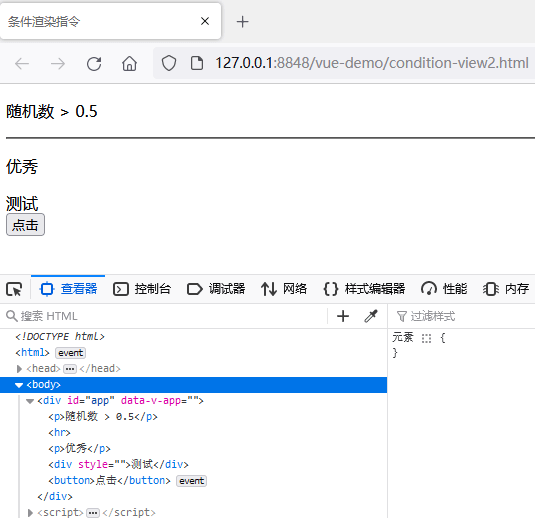 条件渲染指令
127.0.0.1:8848/vue-demo/condition-view2.html
随机数 > 0.5
优秀
测试
点击
查看器 控制台 调试器 网络 样式编辑器 性能 内存
搜索 HTML 过滤样式
<!DOCTYPE html>
<html> event
<head> ••• </head>
<body>
<div id="app" data-v-app="">
<p>随机数 > 0.5</p>
<hr>
<p>优秀</p>
<div style="">测试</div>
<button>点击</button> event
</div>
<script> ••• </script>
元素 {
}